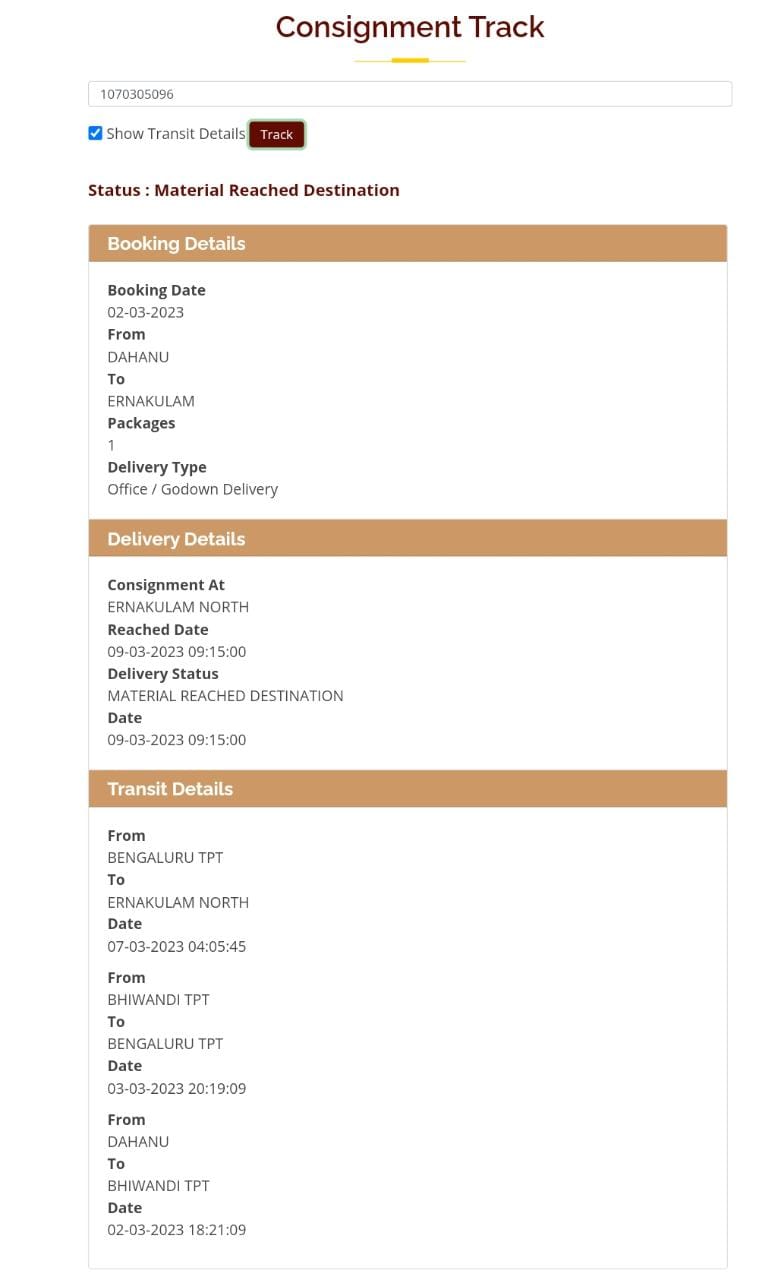 Consignment Track
1070305096
Show Transit Details Track
Status : Material Reached Destination
Booking Details
Booking Date
02-03-2023
From
DAHANU
To
ERNAKULAM
Packages
1
Delivery Type
Office / Godown Delivery
Delivery Details
Consignment At
ERNAKULAM NORTH
Reached Date
09-03-2023 09:15:00
Delivery Status
MATERIAL REACHED DESTINATION
Date
09-03-2023 09:15:00
Transit Details
From
BENGALURU TPT
To
ERNAKULAM NORTH
Date
07-03-2023 04:05:45
From
BHIWANDI TPT
To
BENGALURU TPT
Date
03-03-2023 20:19:09
From
DAHANU
To
BHIWANDI TPT
Date
02-03-2023 18:21:09